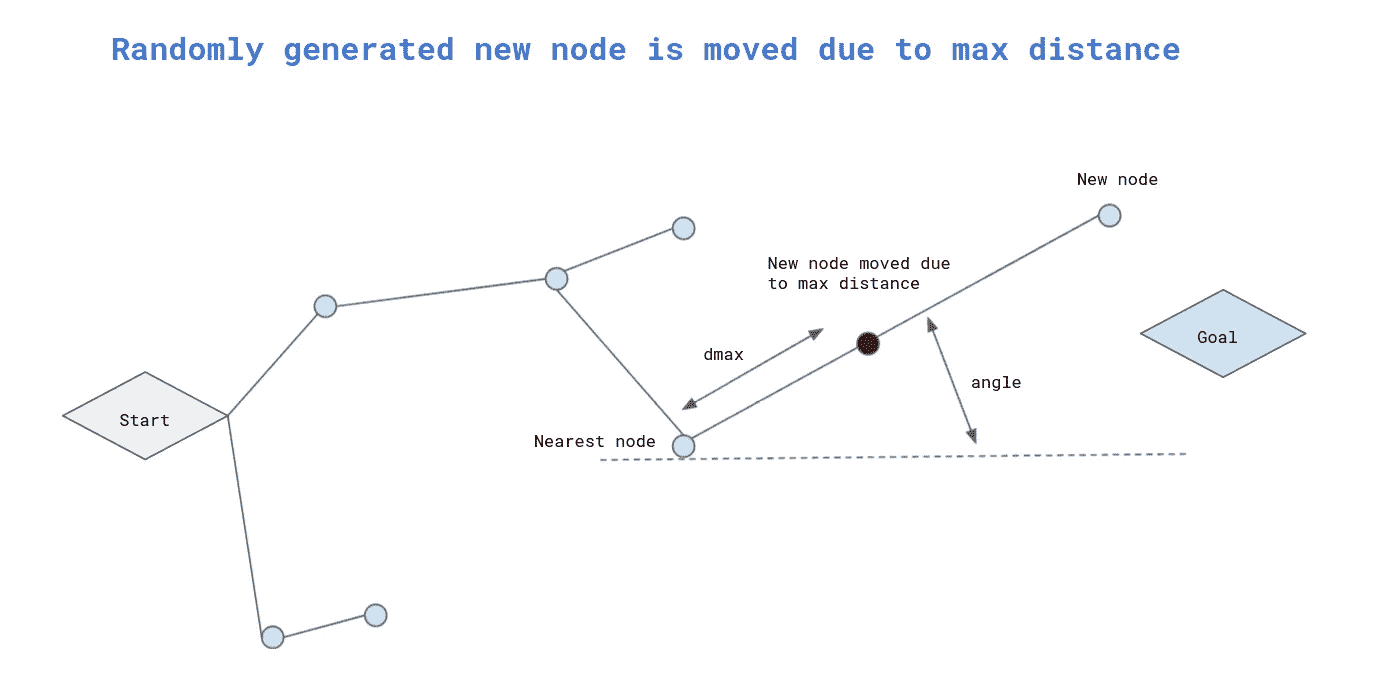 Randomly generated new node is moved due to max distance
New node
New node moved due
to max distance
Goal
dmax
angle
Start
Nearest node